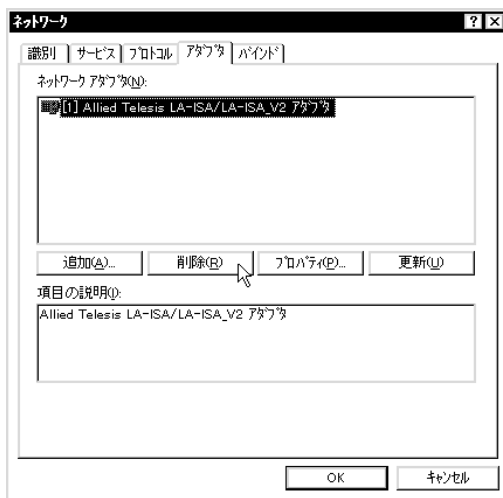 ネットワーク
識別 サービス プロトコル アダプタ バインド
ネットワーク アダプタ(N):
[1] Allied Telesis LA-ISA/LA-ISA_V2 アダプタ
追加(A)... 削除(R) プロパティ(P)... 更新(U)
項目の説明(I):
Allied Telesis LA-ISA/LA-ISA_V2 アダプタ
OK キャンセル